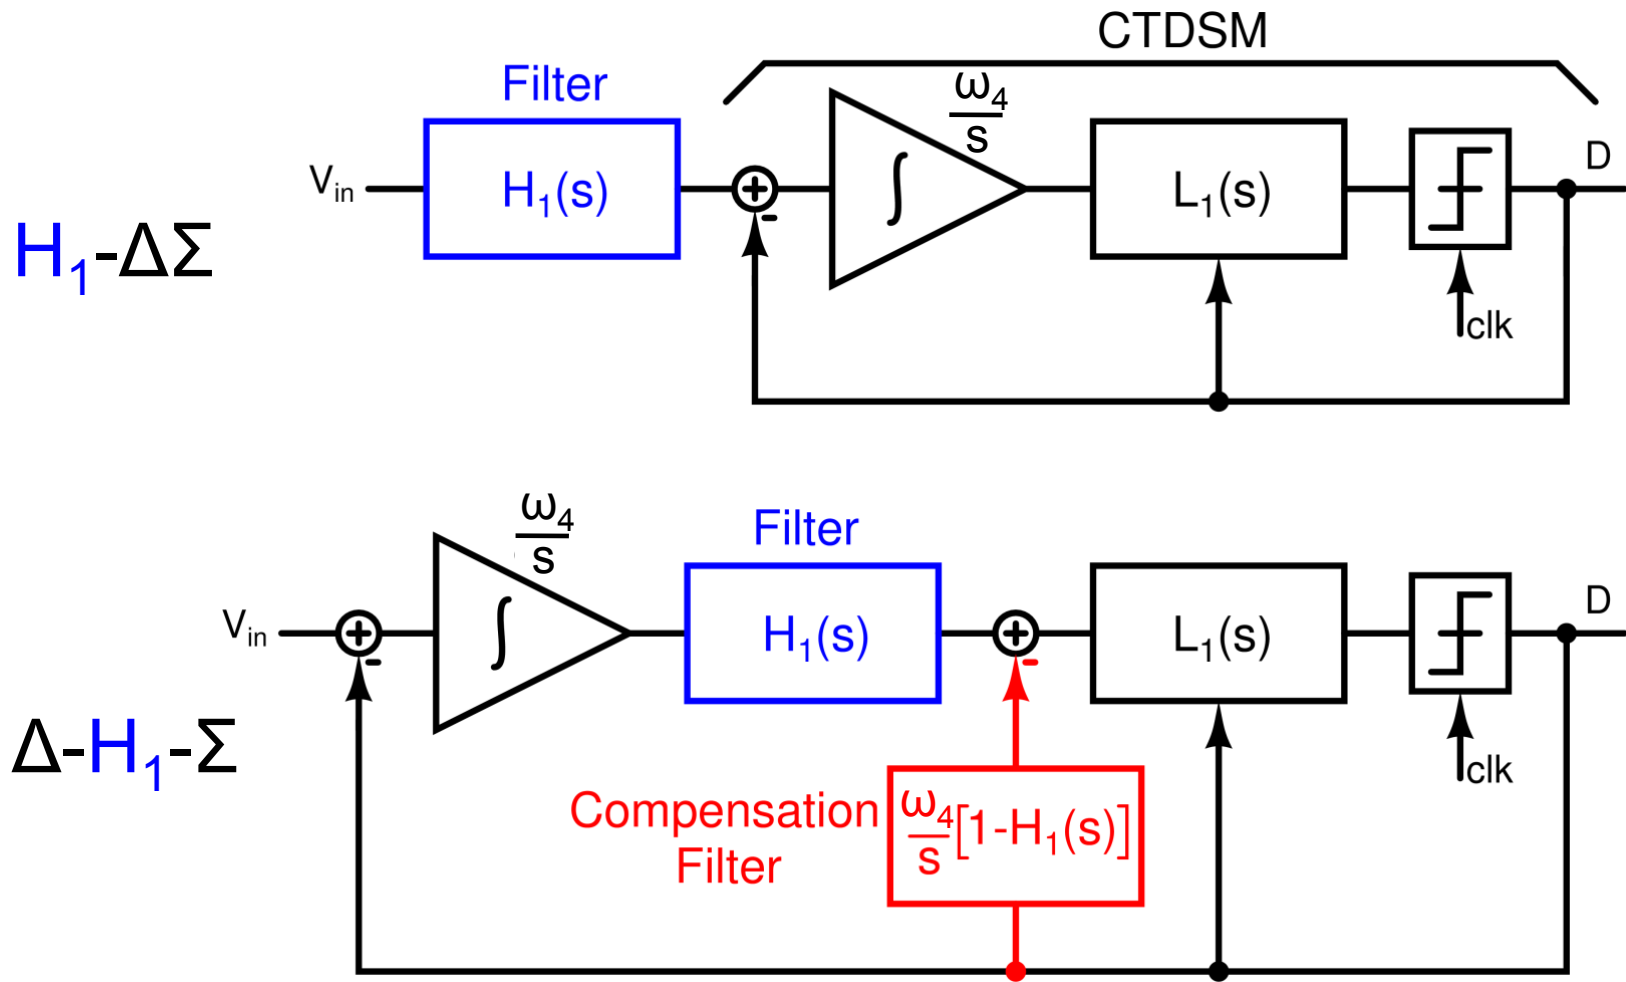 CTDSM
Filter
ω4
s
Vin
H1(s)
∫
L1(s)
D
-
H1-ΔΣ
clk
ω4
s
Filter
Vin
∫
H1(s)
L1(s)
D
-
-
Δ-H1-Σ
clk
Compensation
Filter
ω4
s
[1-H1(s)]